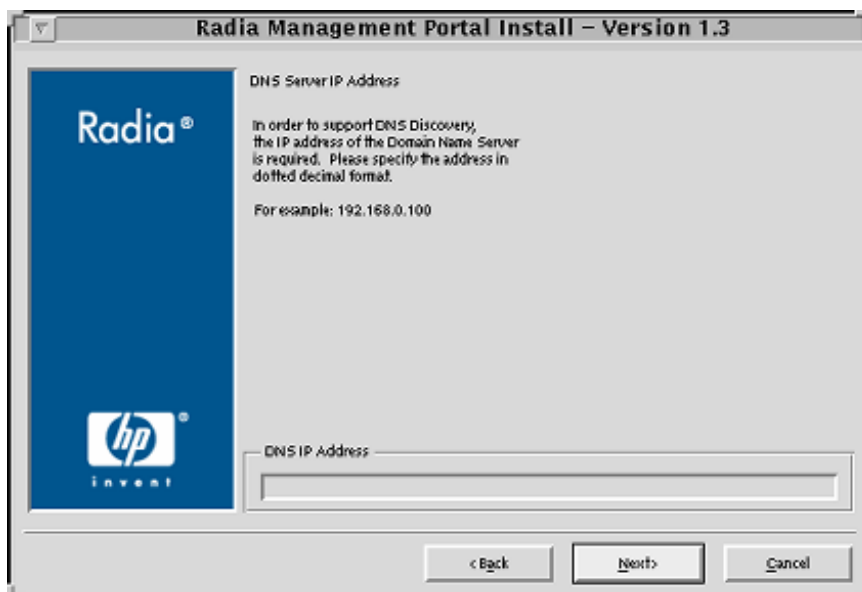 Radia Management Portal Install – Version 1.3
Radia®
DNS Server IP Address
In order to support DNS Discovery,
the IP address of the Domain Name Server
is required. Please specify the address in
dotted decimal format.
For example: 192.168.0.100
hp®
invent
DNS IP Address
<Back
Next>
Cancel